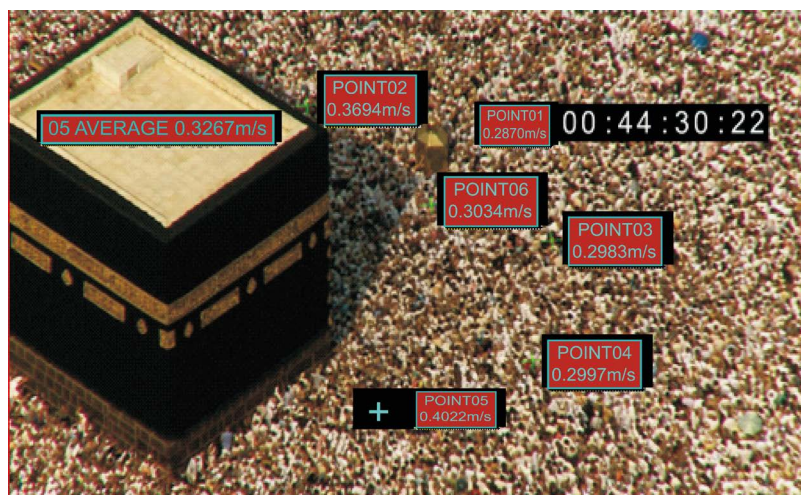 POINT02
0.3694m/s
05 AVERAGE 0.3267m/s
POINT01
0.2870m/s
00:44:30:22
POINT06
0.3034m/s
POINT03
0.2983m/s
POINT04
0.2997m/s
POINT05
0.4022m/s